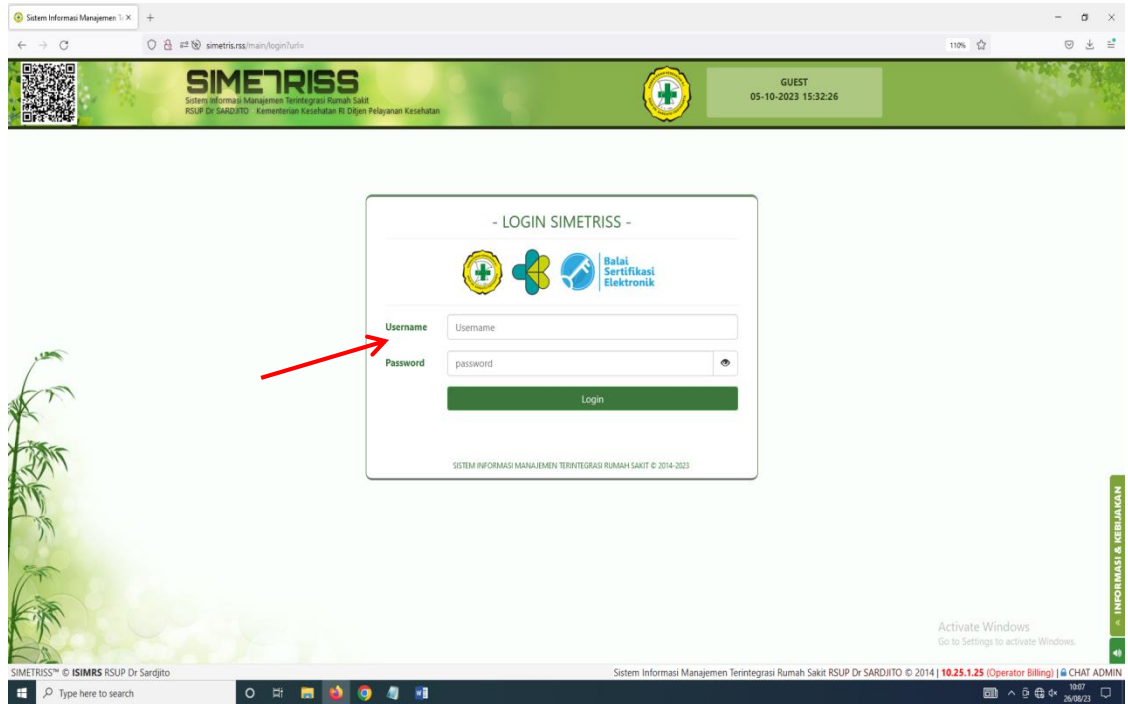 Sistem Informasi Manajemen Te
simetris.rss/main/login?url=
110%
SIMETRISS
Sistem Informasi Manajemen Terintegrasi Rumah Sakit
RSUP Dr SARDJITO Kementerian Kesehatan RI Ditjen Pelayanan Kesehatan
GUEST
05-10-2023 15:32:26
- LOGIN SIMETRISS -
Balai
Sertifikasi
Elektronik
Username
Username
Password
password
Login
SISTEM INFORMASI MANAJEMEN TERINTEGRASI RUMAH SAKIT © 2014-2023
INFORMASI & KEBIJAKAN
Activate Windows
Go to Settings to activate Windows.
SIMETRISS™ © ISIMRS RSUP Dr Sardjito
Sistem Informasi Manajemen Terintegrasi Rumah Sakit RSUP Dr SARDJITO © 2014 | 10.25.1.25 (Operator Billing) | CHAT ADMIN
Type here to search
10:07
26/08/23